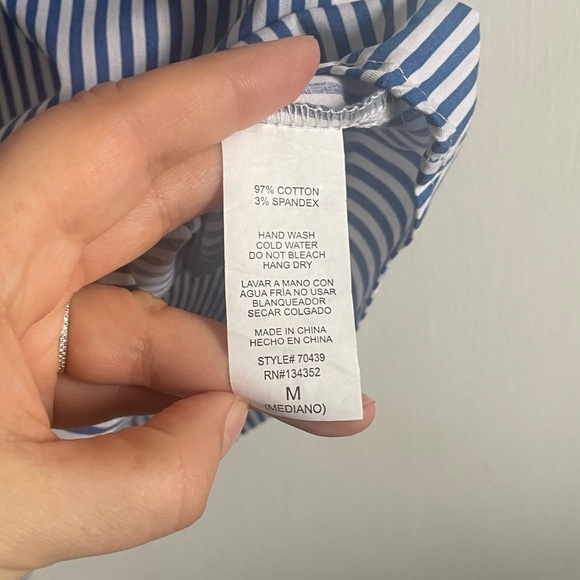 97% COTTON
3% SPANDEX
HAND WASH
COLD WATER
DO NOT BLEACH
HANG DRY
LAVAR A MANO CON
AGUA FRÍA NO USAR
BLANQUEADOR
SECAR COLGADO
MADE IN CHINA
HECHO EN CHINA
STYLE# 70439
RN#134352
M
(MEDIANO)